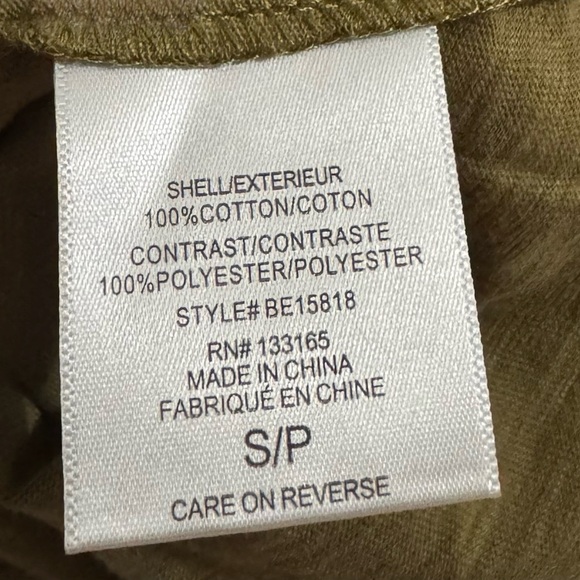 SHELL/EXTERIEUR
100%COTTON/COTON
CONTRAST/CONTRASTE
100%POLYESTER/POLYESTER
STYLE# BE15818
RN# 133165
MADE IN CHINA
FABRIQUÉ EN CHINE
S/P
CARE ON REVERSE